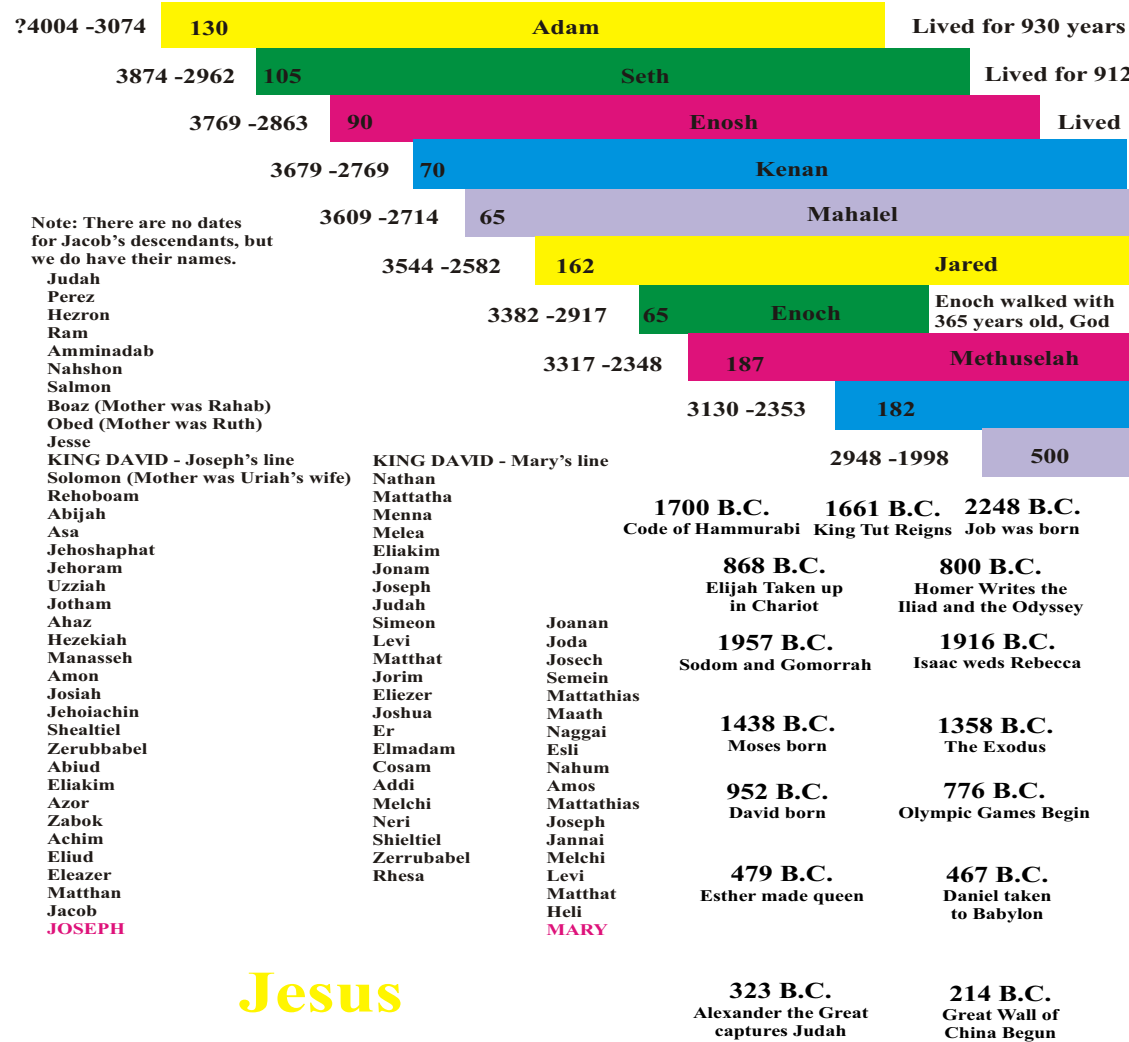 ?4004 -3074 130 Adam Lived for 930 years
3874 -2962 105 Seth Lived for 912
3769 -2863 90 Enosh Lived
3679 -2769 70 Kenan
3609 -2714 65 Mahalel
3544 -2582 162 Jared
3382 -2917 65 Enoch
Enoch walked with
365 years old, God
3317 -2348 187 Methuselah
3130 -2353 182
2948 -1998 500
Note: There are no dates
for Jacob's descendants, but
we do have their names.
Judah
Perez
Hezron
Ram
Amminadab
Nahshon
Salmon
Boaz (Mother was Rahab)
Obed (Mother was Ruth)
Jesse
KING DAVID - Joseph's line
Solomon (Mother was Uriah's wife)
Rehoboam
Abijah
Asa
Jehoshaphat
Jehoram
Uzziah
Jotham
Ahaz
Hezekiah
Manasseh
Amon
Josiah
Jehoiachin
Shealtiel
Zerubbabel
Abiud
Eliakim
Azor
Zabok
Achim
Eliud
Eleazer
Matthan
Jacob
JOSEPH
KING DAVID - Mary's line
Nathan
Mattatha
Menna
Melea
Eliakim
Jonam
Joseph
Judah
Simeon
Levi
Matthat
Jorim
Eliezer
Joshua
Er
Elmadam
Cosam
Addi
Melchi
Neri
Shieltiel
Zerrubabel
Rhesa
Joanan
Joda
Josech
Semein
Mattathias
Maath
Naggai
Esli
Nahum
Amos
Mattathias
Joseph
Jannai
Melchi
Levi
Matthat
Heli
MARY
Jesus
1700 B.C.
Code of Hammurabi
1661 B.C.
King Tut Reigns
2248 B.C.
Job was born
868 B.C.
Elijah Taken up
in Chariot
800 B.C.
Homer Writes the
Iliad and the Odyssey
1957 B.C.
Sodom and Gomorrah
1916 B.C.
Isaac weds Rebecca
1438 B.C.
Moses born
1358 B.C.
The Exodus
952 B.C.
David born
776 B.C.
Olympic Games Begin
479 B.C.
Esther made queen
467 B.C.
Daniel taken
to Babylon
323 B.C.
Alexander the Great
captures Judah
214 B.C.
Great Wall of
China Begun